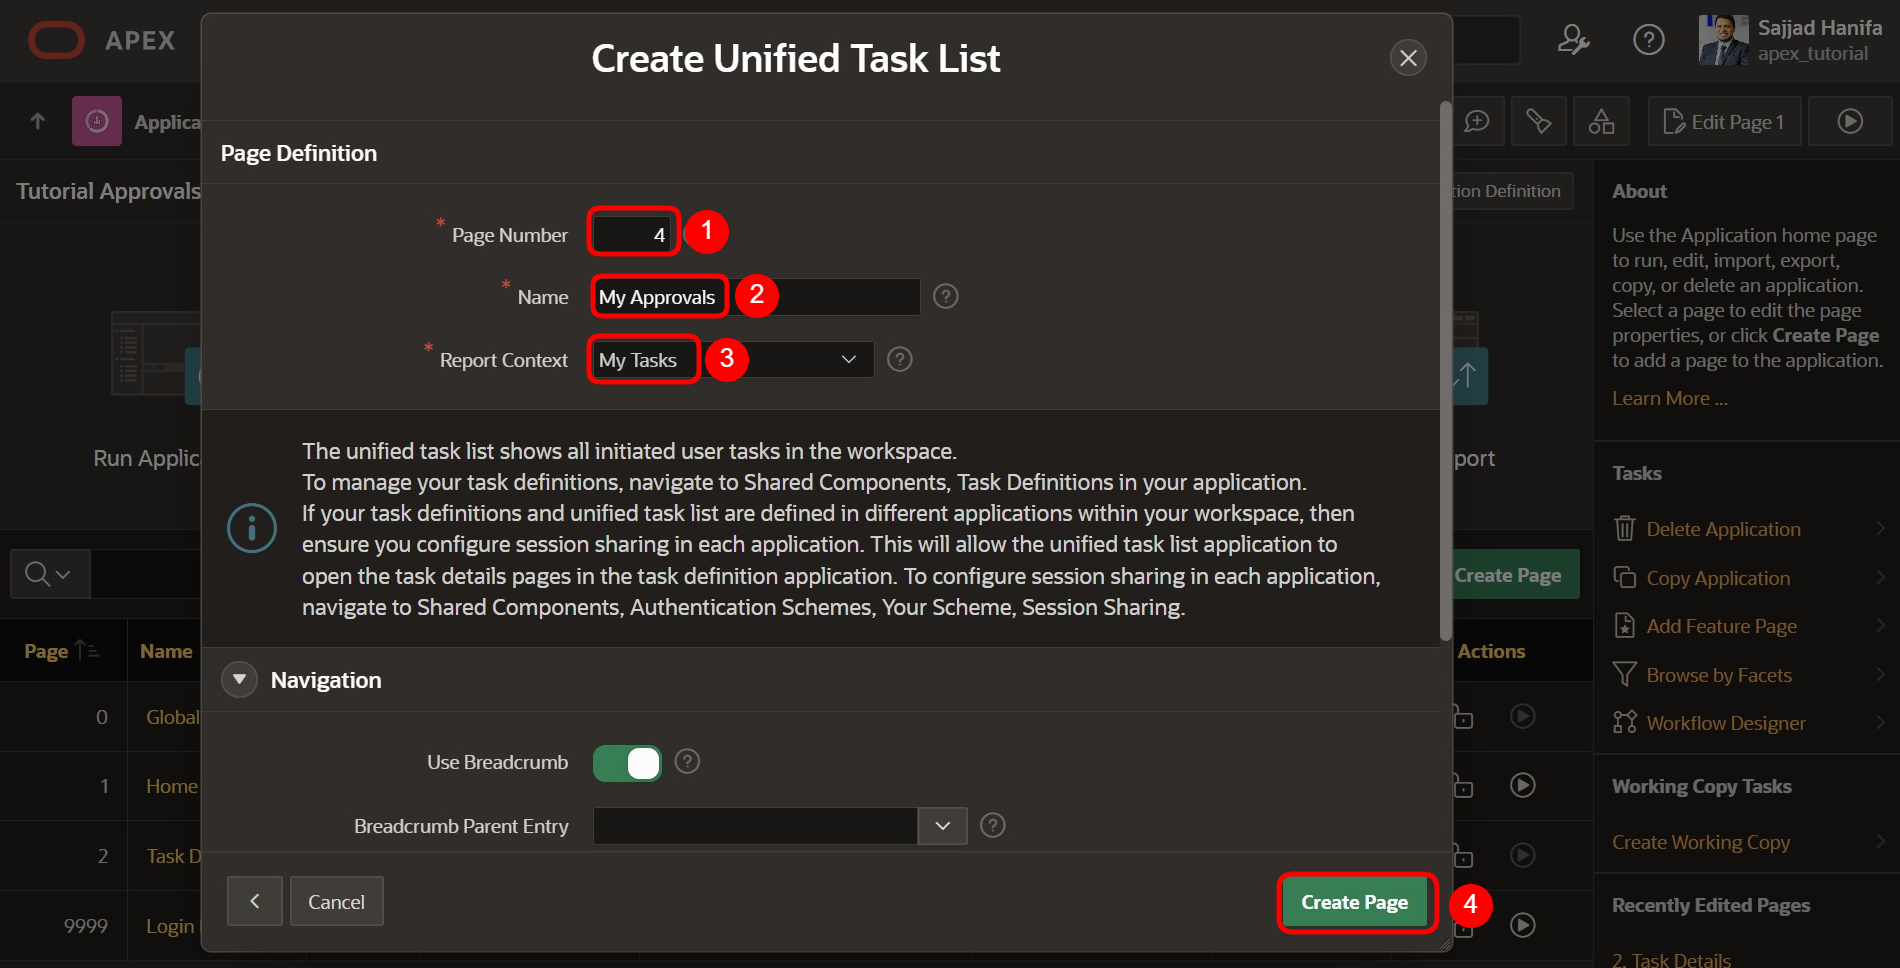 APEX
Create Unified Task List
Sajjad Hanifa
apex_tutorial
Applica
Edit Page 1
Tutorial Approvals
tion Definition
Page Definition
* Page Number 4 1
* Name My Approvals 2
* Report Context My Tasks 3
The unified task list shows all initiated user tasks in the workspace.
To manage your task definitions, navigate to Shared Components, Task Definitions in your application.
If your task definitions and unified task list are defined in different applications within your workspace, then
ensure you configure session sharing in each application. This will allow the unified task list application to
open the task details pages in the task definition application. To configure session sharing in each application,
navigate to Shared Components, Authentication Schemes, Your Scheme, Session Sharing.
Navigation
Use Breadcrumb
Breadcrumb Parent Entry
Cancel
Create Page 4
Run Applic
port
Create Page
Page Name Actions
0 Global
1 Home
2 Task D
9999 Login
About
Use the Application home page
to run, edit, import, export,
copy, or delete an application.
Select a page to edit the page
properties, or click Create Page
to add a page to the application.
Learn More ...
Tasks
Delete Application
Copy Application
Add Feature Page
Browse by Facets
Workflow Designer
Working Copy Tasks
Create Working Copy
Recently Edited Pages
2. Task Details